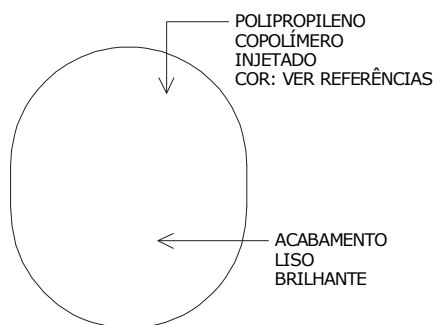 POLIPROPILENO
COPOLÍMERO
INJETADO
COR: VER REFERÊNCIAS
ACABAMENTO
LISO
BRILHANTE